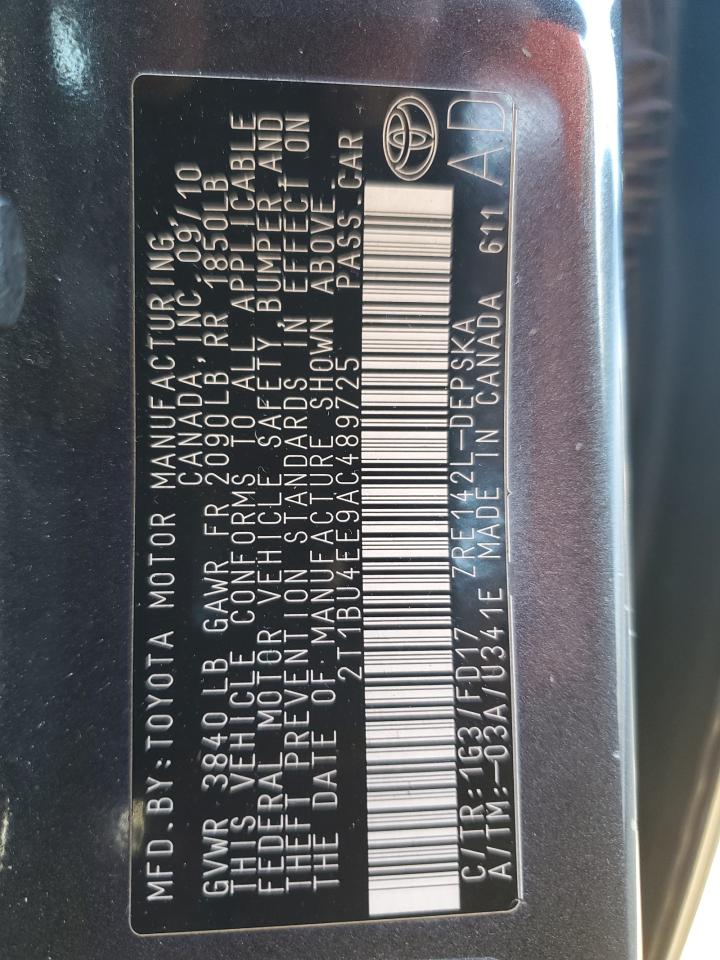 MFD.BY:TOYOTA MOTOR MANUFACTURING
CANADA, INC. 09/10
GVWR 3840 LB GAWR FR 2090LB RR 1850LB
THIS VEHICLE CONFORMS TO ALL APPLICABLE
FEDERAL MOTOR VEHICLE SAFETY,BUMPER AND
THEFT PREVENTION STANDARDS IN EFFECT ON
THE DATE OF MANUFACTURE SHOWN ABOVE.
2T1BU4EE9AC489725 PASS.CAR
C/TR:1G3/FD17 ZRE142L-DEPSKA
A/TM:-03A/U341E MADE IN CANADA 611 AD